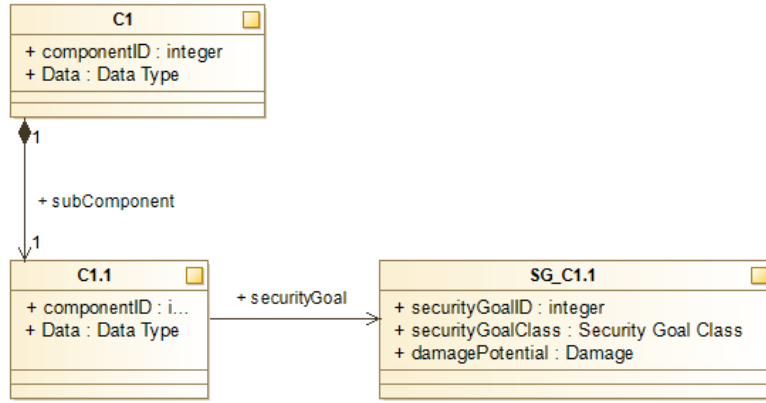 C1
+ componentID : integer
+ Data : Data Type
1
+ subComponent
1
C1.1
+ componentID : i...
+ Data : Data Type
+ securityGoal
SG_C1.1
+ securityGoalID : integer
+ securityGoalClass : Security Goal Class
+ damagePotential : Damage